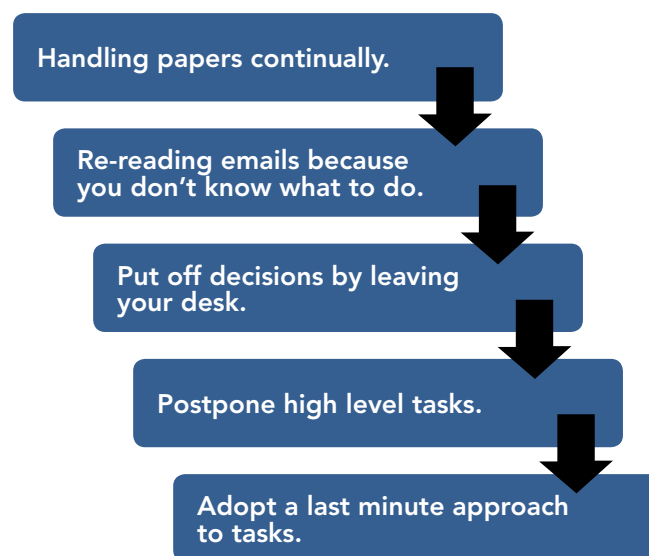 Handling papers continually.
Re-reading emails because
you don’t know what to do.
Put off decisions by leaving
your desk.
Postpone high level tasks.
Adopt a last minute approach
to tasks.